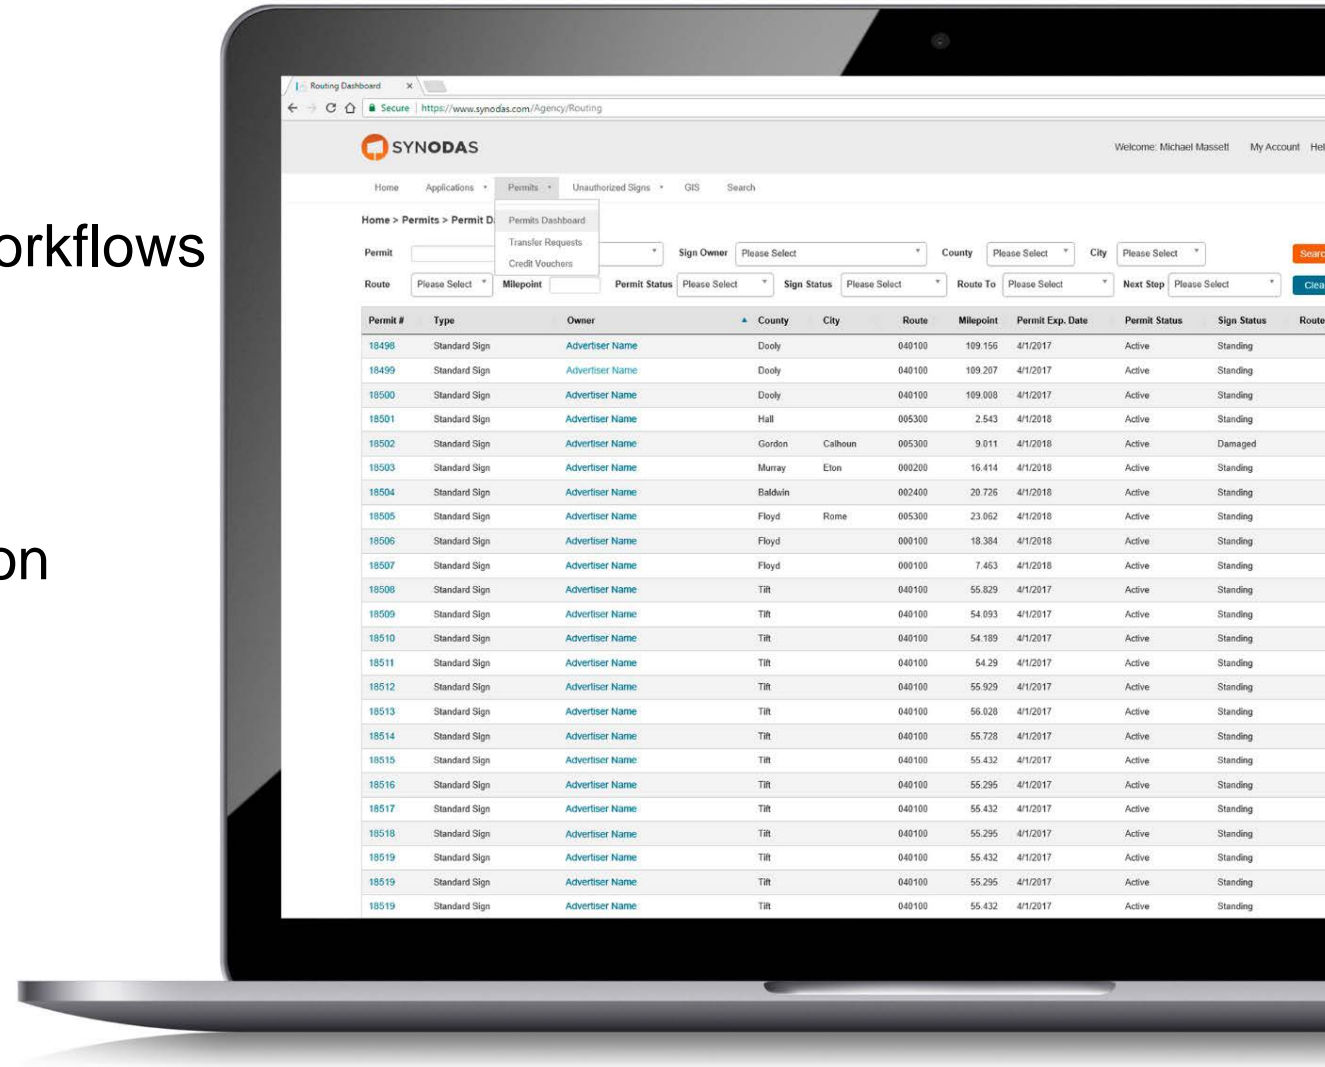 Routing Dashboard
Secure https://www.synodas.com/Agency/Routing
SYNODAS
Welcome: Michael Massett My Account Hel
Home Applications Permits Unauthorized Signs GIS Search
Home > Permits > Permit D
Permits Dashboard
Transfer Requests
Credit Vouchers
orkflows
on
Permit Sign Owner Please Select County Please Select City Please Select Searc
Route Please Select Milepoint Permit Status Please Select Sign Status Please Select Route To Please Select Next Stop Please Select Clea
Permit # Type Owner County City Route Milepoint Permit Exp. Date Permit Status Sign Status Route
18498 Standard Sign Advertiser Name Dooly 040100 109.156 4/1/2017 Active Standing
18499 Standard Sign Advertiser Name Dooly 040100 109.207 4/1/2017 Active Standing
18500 Standard Sign Advertiser Name Dooly 040100 109.008 4/1/2017 Active Standing
18501 Standard Sign Advertiser Name Hall 005300 2.543 4/1/2018 Active Standing
18502 Standard Sign Advertiser Name Gordon Calhoun 005300 9.011 4/1/2018 Active Damaged
18503 Standard Sign Advertiser Name Murray Eton 000200 16.414 4/1/2018 Active Standing
18504 Standard Sign Advertiser Name Baldwin 002400 20.726 4/1/2018 Active Standing
18505 Standard Sign Advertiser Name Floyd Rome 005300 23.062 4/1/2018 Active Standing
18506 Standard Sign Advertiser Name Floyd 000100 18.384 4/1/2018 Active Standing
18507 Standard Sign Advertiser Name Floyd 000100 7.463 4/1/2018 Active Standing
18508 Standard Sign Advertiser Name Tift 040100 55.829 4/1/2017 Active Standing
18509 Standard Sign Advertiser Name Tift 040100 54.093 4/1/2017 Active Standing
18510 Standard Sign Advertiser Name Tift 040100 54.189 4/1/2017 Active Standing
18511 Standard Sign Advertiser Name Tift 040100 54.29 4/1/2017 Active Standing
18512 Standard Sign Advertiser Name Tift 040100 55.929 4/1/2017 Active Standing
18513 Standard Sign Advertiser Name Tift 040100 56.028 4/1/2017 Active Standing
18514 Standard Sign Advertiser Name Tift 040100 55.728 4/1/2017 Active Standing
18515 Standard Sign Advertiser Name Tift 040100 55.432 4/1/2017 Active Standing
18516 Standard Sign Advertiser Name Tift 040100 55.295 4/1/2017 Active Standing
18517 Standard Sign Advertiser Name Tift 040100 55.432 4/1/2017 Active Standing
18518 Standard Sign Advertiser Name Tift 040100 55.295 4/1/2017 Active Standing
18519 Standard Sign Advertiser Name Tift 040100 55.432 4/1/2017 Active Standing
18519 Standard Sign Advertiser Name Tift 040100 55.295 4/1/2017 Active Standing
18519 Standard Sign Advertiser Name Tift 040100 55.432 4/1/2017 Active Standing